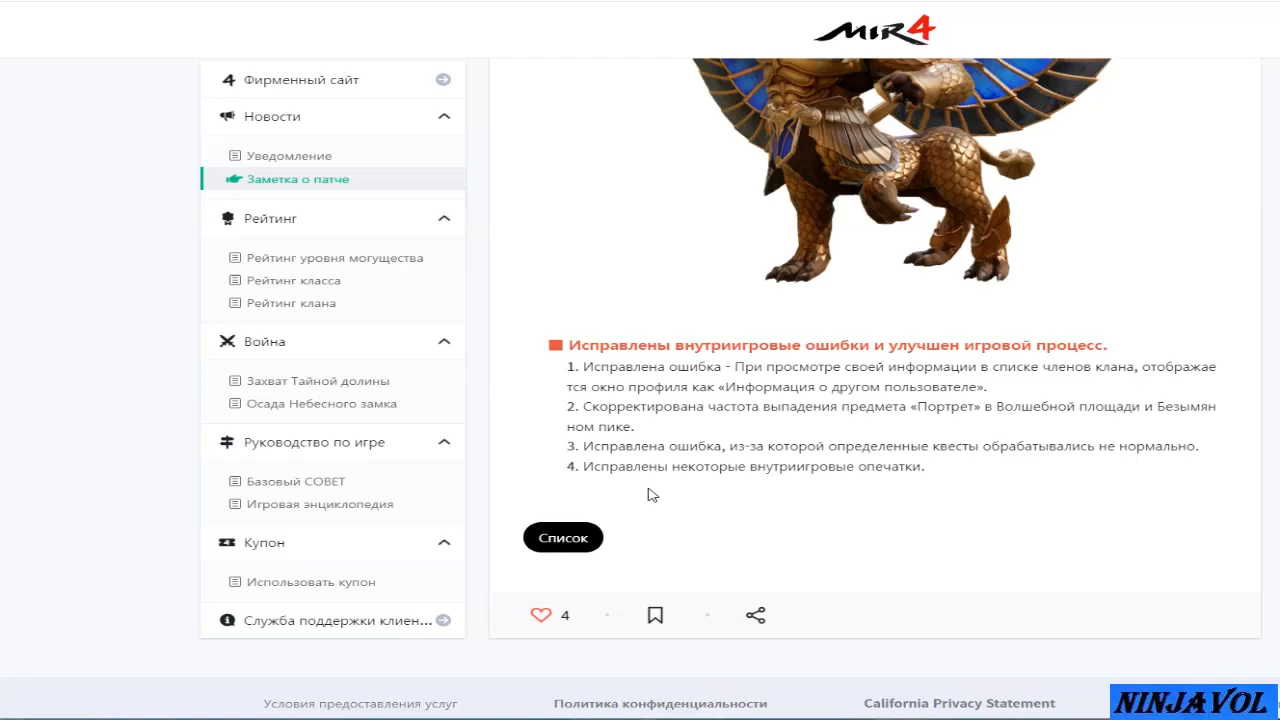 MIR4
Фирменный сайт
Новости
Уведомление
Заметка о патче
Рейтинг
Рейтинг уровня могущества
Рейтинг класса
Рейтинг клана
Война
Захват Тайной долины
Осада Небесного замка
Руководство по игре
Базовый СОВЕТ
Игровая энциклопедия
Купон
Использовать купон
Служба поддержки клиен...
Исправлены внутриигровые ошибки и улучшен игровой процесс.
1. Исправлена ошибка - При просмотре своей информации в списке членов клана, отображае
тся окно профиля как «Информация о другом пользователе».
2. Скорректирована частота выпадения предмета «Портрет» в Волшебной площади и Безымян
ном пике.
3. Исправлена ошибка, из-за которой определенные квесты обрабатывались не нормально.
4. Исправлены некоторые внутриигровые опечатки.
Список
4
Условия предоставления услуг
Политика конфиденциальности
California Privacy Statement
NINJAVOL